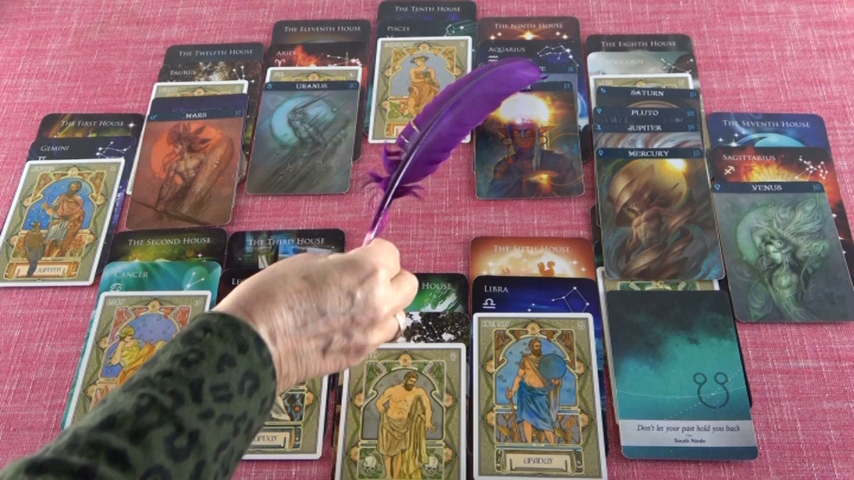 THE TENTH HOUSE
PISCES
THE ELEVENTH HOUSE
ARIES
URANUS
THE NINTH HOUSE
AQUARIUS
THE EIGHTH HOUSE
CAPRICORN
SATURN
PLUTO
JUPITER
MERCURY
THE TWELFTH HOUSE
TAURUS
MARS
THE FIRST HOUSE
GEMINI
JUPITER
THE SEVENTH HOUSE
SAGITTARIUS
VENUS
THE SECOND HOUSE
CANCER
THE THIRD HOUSE
HOUSE
THE FIFTH HOUSE
LIBRA
Don't let your past hold you back
South Node